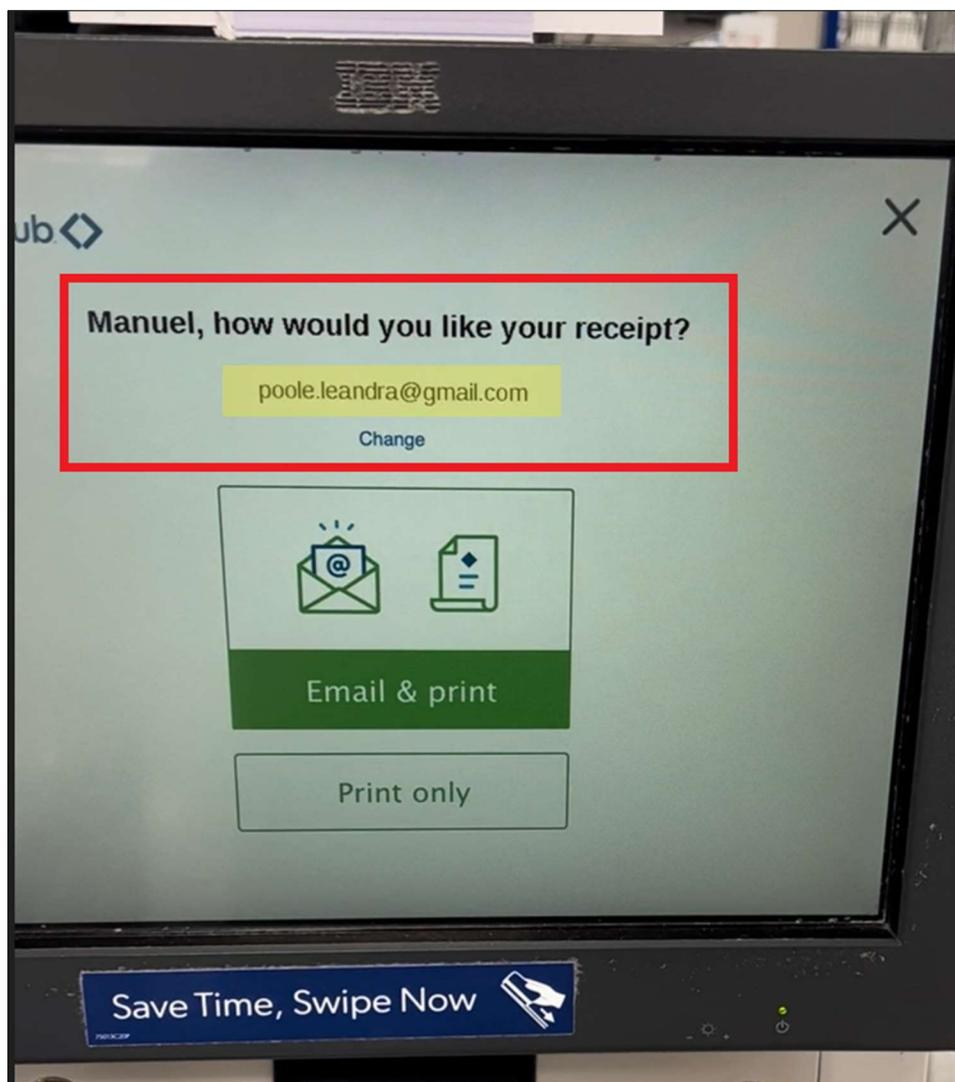 IBM
ub
Manuel, how would you like your receipt?
poole.leandra@gmail.com
Change
@
Email & print
Print only
Save Time, Swipe Now